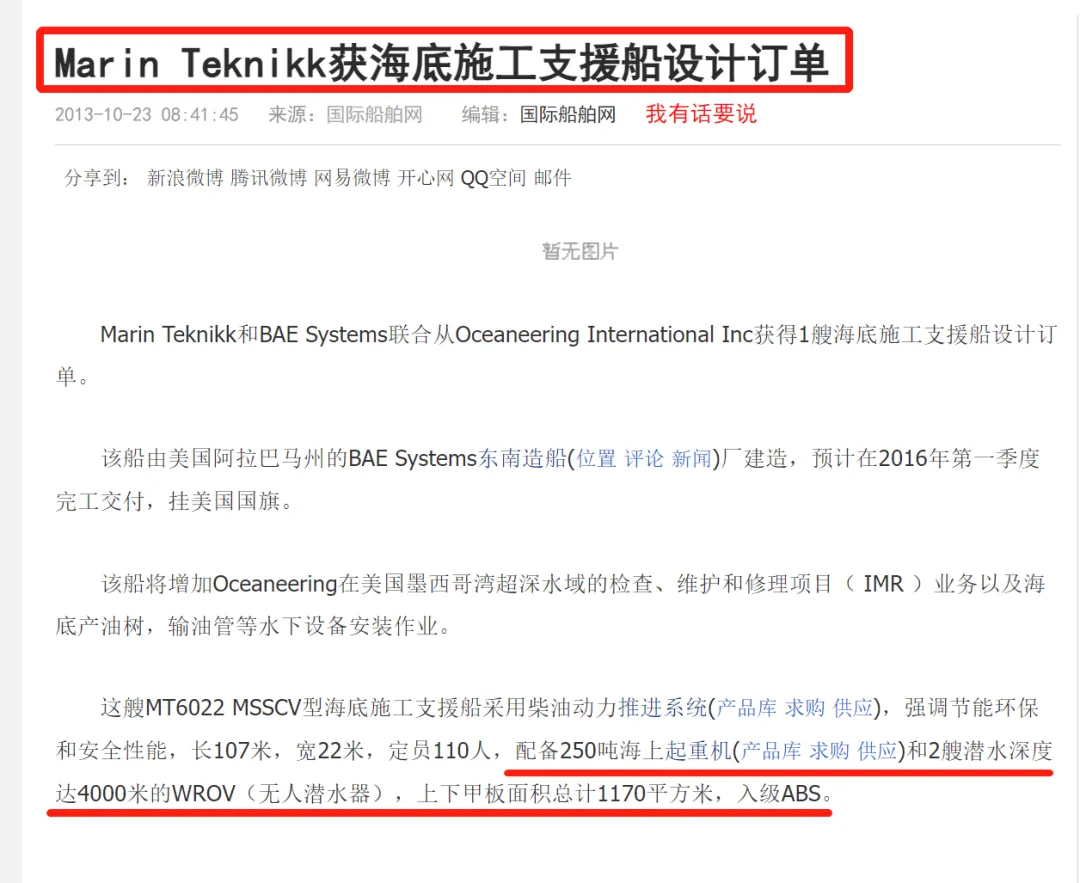 Marin Teknikk获海底施工支援船设计订单
2013-10-23 08:41:45 来源：国际船舶网 编辑：国际船舶网 我有话要说
分享到： 新浪微博 腾讯微博 网易微博 开心网 QQ空间 邮件
暂无图片
Marin Teknikk和BAE Systems联合从Oceaneering International Inc获得1艘海底施工支援船设计订
单。
该船由美国阿拉巴马州的BAE Systems东南造船(位置 评论 新闻)厂建造，预计在2016年第一季度
完工交付，挂美国国旗。
该船将增加Oceaneering在美国墨西哥湾超深水域的检查、维护和修理项目（ IMR ）业务以及海
底产油树，输油管等水下设备安装作业。
这艘MT6022 MSSCV型海底施工支援船采用柴油动力推进系统(产品库 求购 供应)，强调节能环保
和安全性能，长107米，宽22米，定员110人，配备250吨海上起重机(产品库 求购 供应)和2艘潜水深度
达4000米的WROV（无人潜水器），上下甲板面积总计1170平方米，入级ABS。